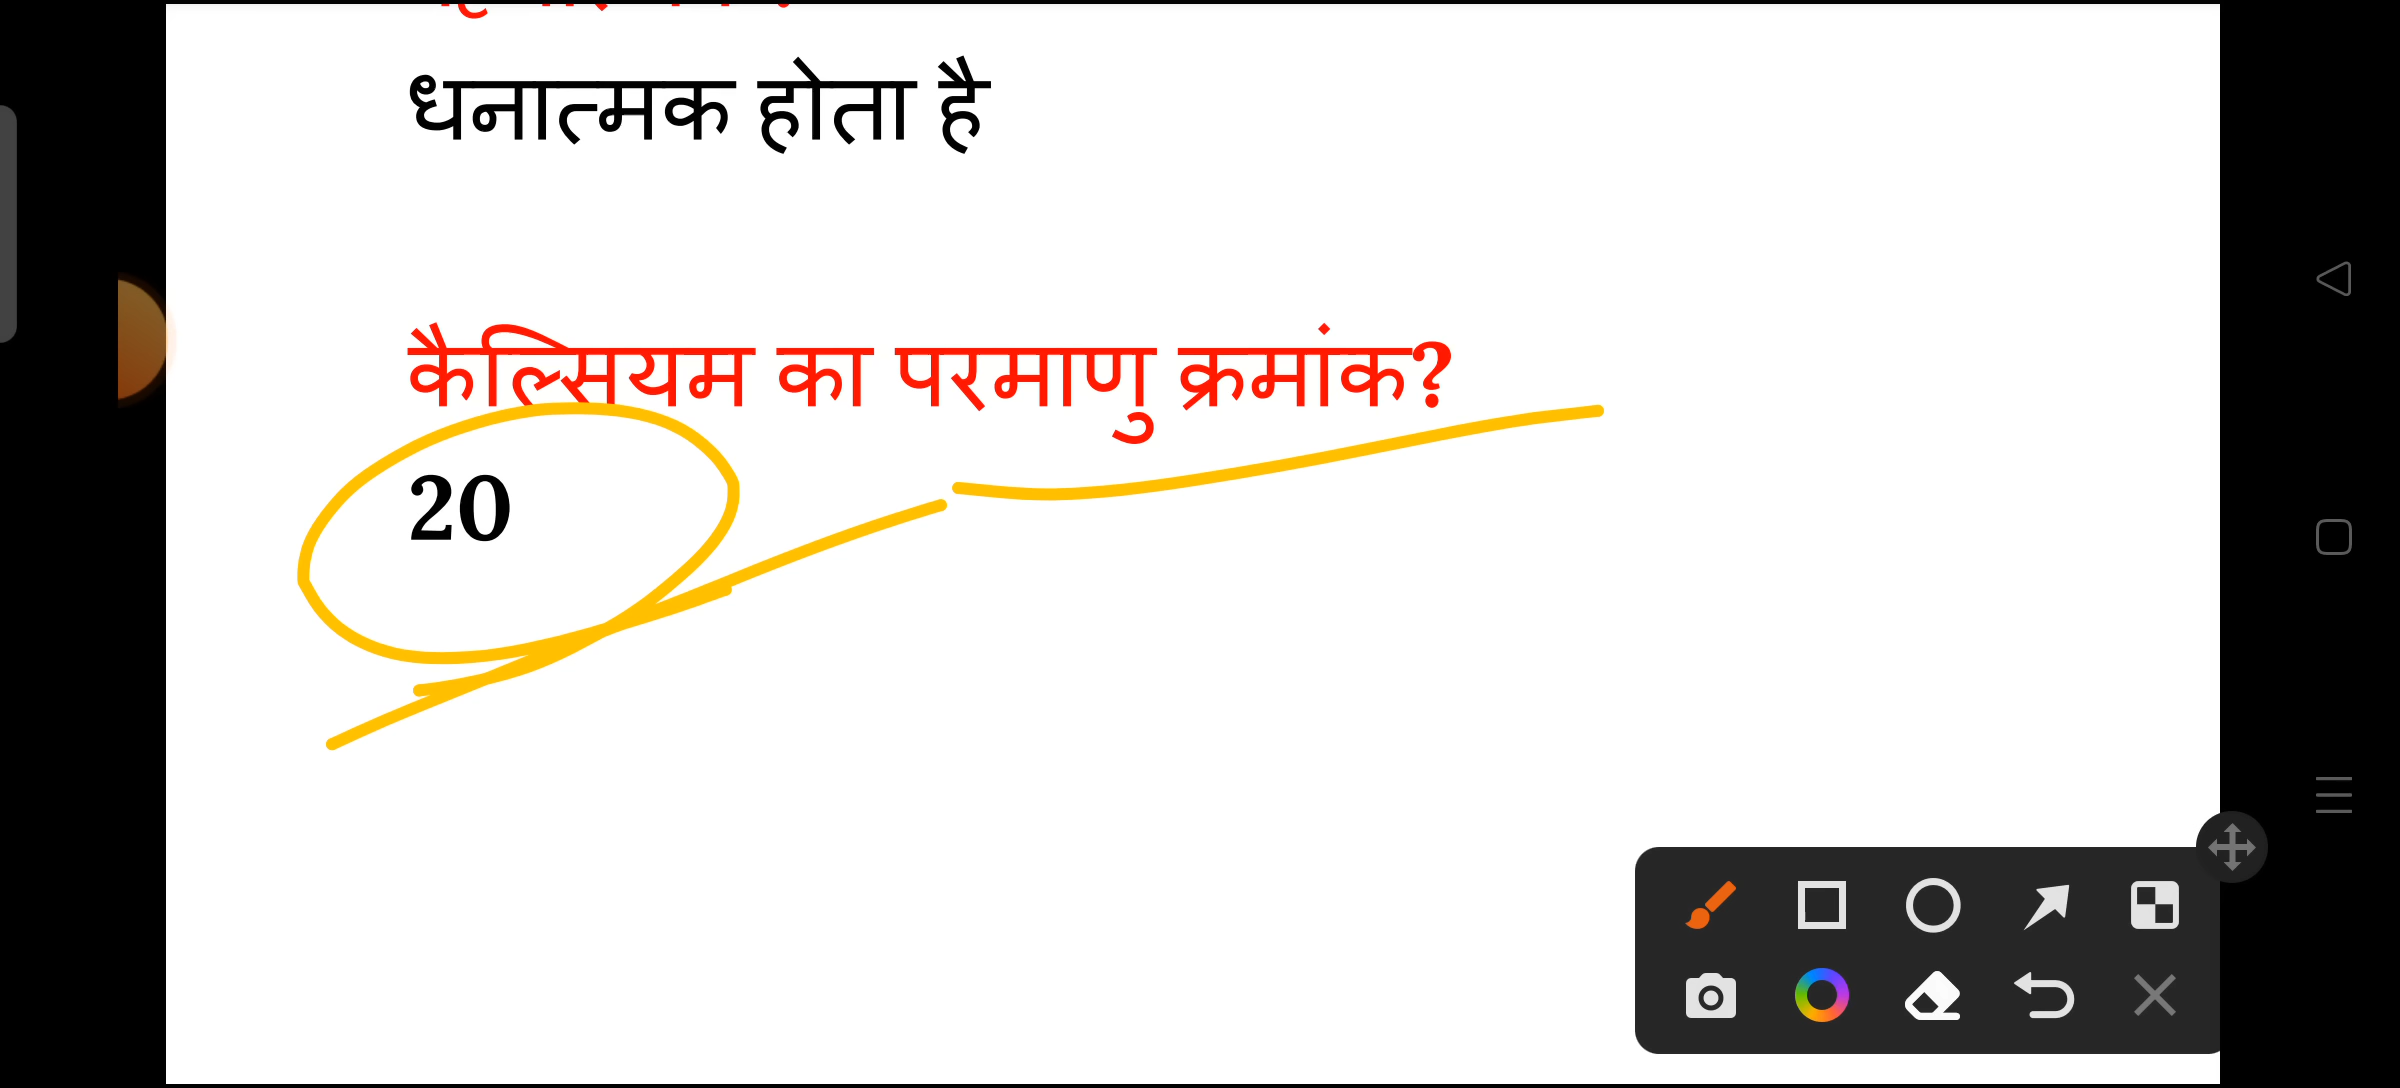 धनात्मक होता है
कैल्सियम का परमाणु क्रमांक?
20